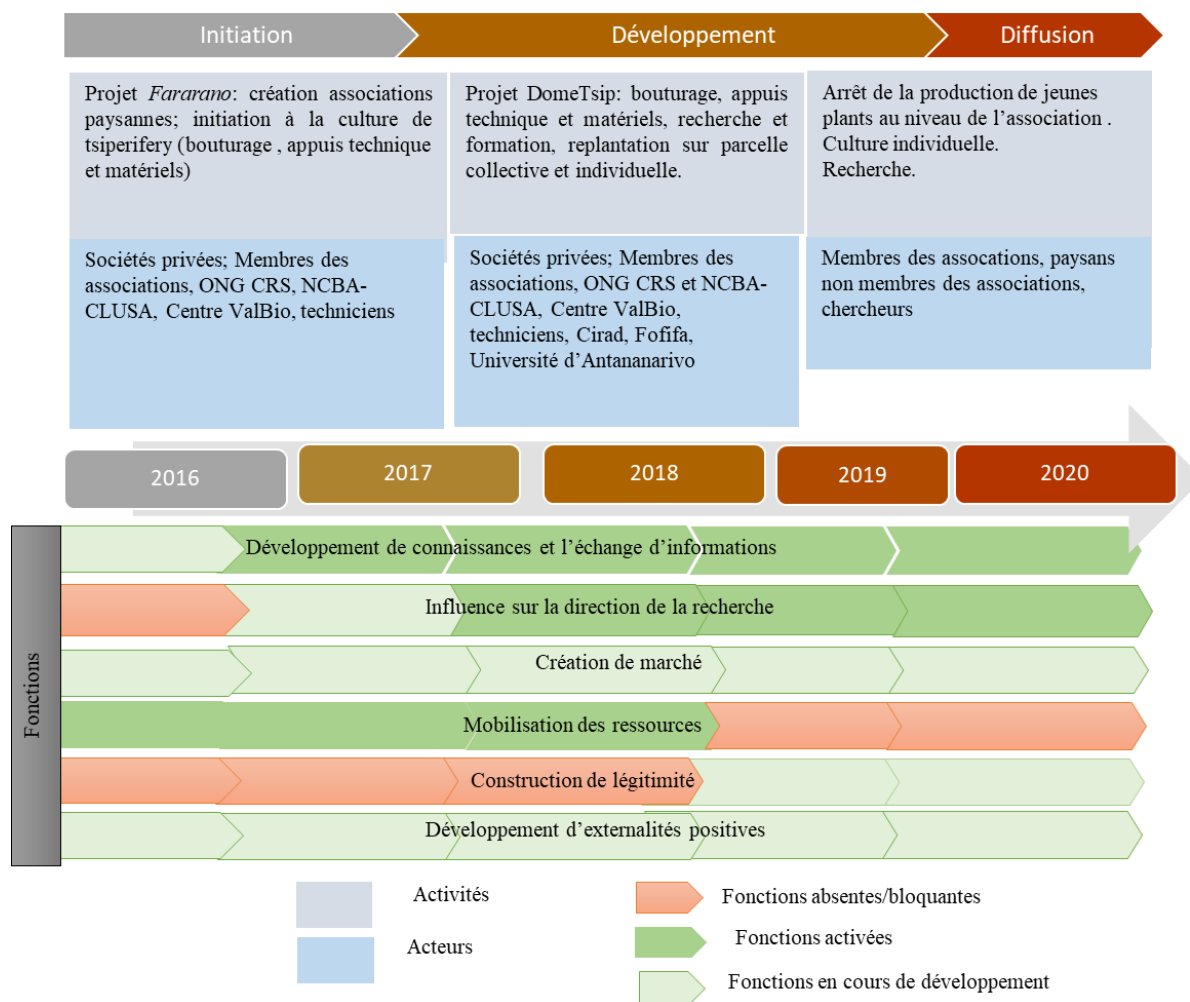 Initiation
Développement
Diffusion
Projet Fararano: création associations
paysannes; initiation à la culture de
tsiperifery (bouturage , appuis technique
et matériels)
Projet DomeTsip: bouturage, appuis
technique et matériels, recherche et
formation, replantation sur parcelle
collective et individuelle.
Arrêt de la production de jeunes
plants au niveau de l’association .
Culture individuelle.
Recherche.
Sociétés privées; Membres des
associations, ONG CRS, NCBA-
CLUSA, Centre ValBio, techniciens
Sociétés privées; Membres des
associations, ONG CRS et NCBA-
CLUSA, Centre ValBio,
techniciens, Cirad, Fofifa,
Université d’Antananarivo
Membres des assocations, paysans
non membres des associations,
chercheurs
2016
2017
2018
2019
2020
Fonctions
Développement de connaissances et l’échange d’informations
Influence sur la direction de la recherche
Création de marché
Mobilisation des ressources
Construction de légitimité
Développement d’externalités positives
Activités
Acteurs
Fonctions absentes/bloquantes
Fonctions activées
Fonctions en cours de développement